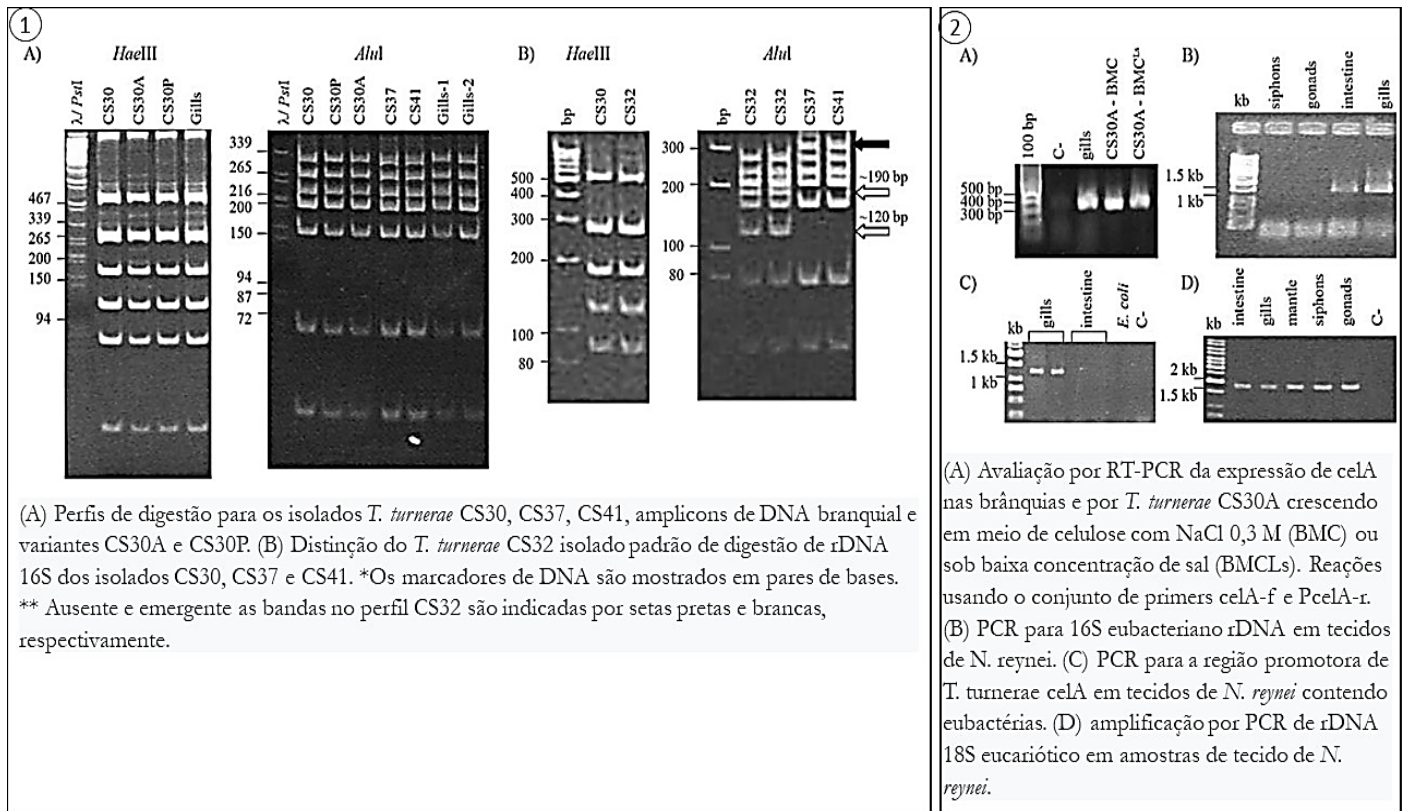 1
A)
HaeIII
AluI
B)
HaeIII
AluI
λ/ PstI
CS30
CS30A
CS30P
Gills
λ/ PstI
CS30
CS30P
CS30A
CS37
CS41
Gills-1
Gills-2
bp
CS30
CS32
bp
CS32
CS32
CS37
CS41
467
339
265
200
150
94
339
265
216
200
150
94
87
72
500
400
300
200
100
80
300
200
100
80
~190 bp
~120 bp
(A) Perfis de digestão para os isolados T. turnerae CS30, CS37, CS41, amplicons de DNA branquial e
variantes CS30A e CS30P. (B) Distinção do T. turnerae CS32 isolado padrão de digestão de rDNA
16S dos isolados CS30, CS37 e CS41. *Os marcadores de DNA são mostrados em pares de bases.
** Ausente e emergente as bandas no perfil CS32 são indicadas por setas pretas e brancas,
respectivamente.
2
A)
100 bp
C-
gills
CS30A - BMC
CS30A - BMCLs
500 bp
400 bp
300 bp
B)
kb
siphons
gonads
intestine
gills
1.5 kb
1 kb
C)
kb
gills
intestine
E. coli
C-
1.5 kb
1 kb
D)
kb
intestine
gills
mantle
siphons
gonads
C-
2 kb
1.5 kb
(A) Avaliação por RT-PCR da expressão de celA
nas brânquias e por T. turnerae CS30A crescendo
em meio de celulose com NaCl 0,3 M (BMC) ou
sob baixa concentração de sal (BMCLs). Reações
usando o conjunto de primers celA-f e PcelA-r.
(B) PCR para 16S eubacteriano rDNA em tecidos
de N. reynei. (C) PCR para a região promotora de
T. turnerae celA em tecidos de N. reynei contendo
eubactérias. (D) amplificação por PCR de rDNA
18S eucariótico em amostras de tecido de N.
reynei.